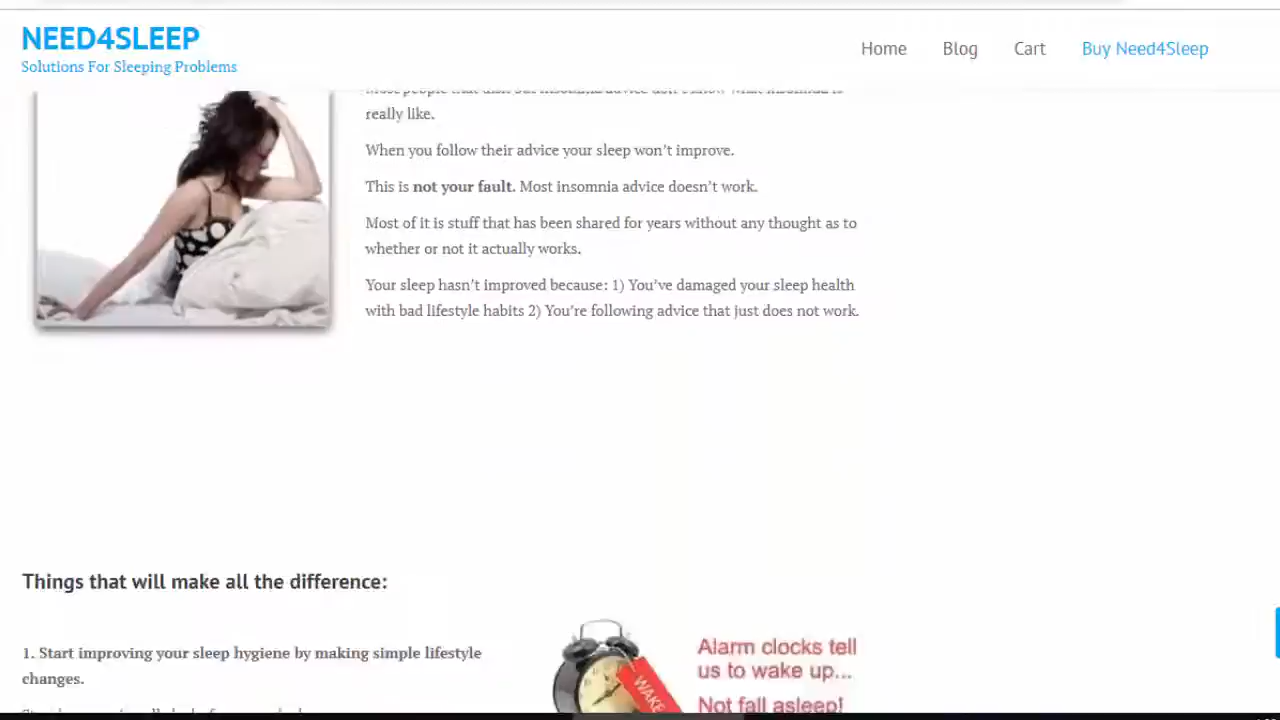 NEED4SLEEP
Solutions For Sleeping Problems
Home Blog Cart Buy Need4Sleep
really like.
When you follow their advice your sleep won't improve.
This is not your fault. Most insomnia advice doesn't work.
Most of it is stuff that has been shared for years without any thought as to
whether or not it actually works.
Your sleep hasn't improved because: 1) You've damaged your sleep health
with bad lifestyle habits 2) You're following advice that just does not work.
Things that will make all the difference:
1. Start improving your sleep hygiene by making simple lifestyle
changes.
Alarm clocks tell
us to wake up...
Not fall asleep!
WAKE